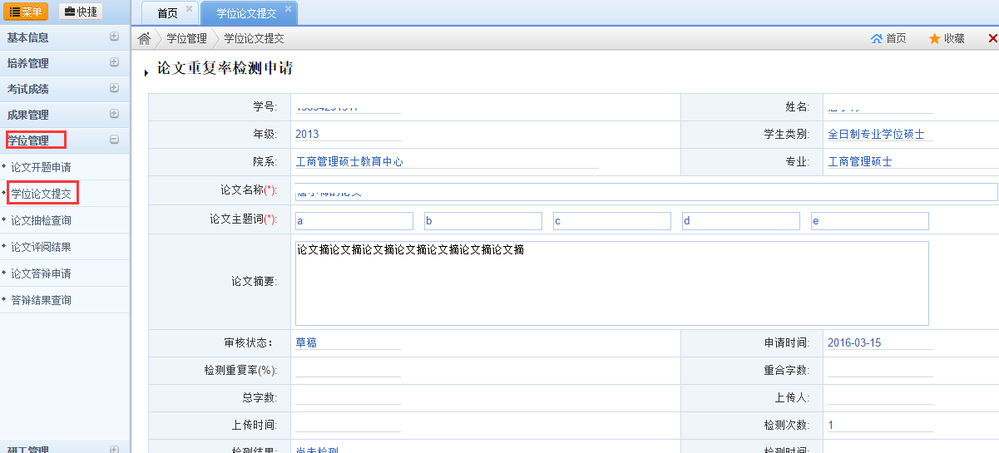 菜单 快捷
首页 学位论文提交
基本信息
学位管理 学位论文提交 首页 收藏
培养管理
论文重复率检测申请
考试成绩
成果管理
学位管理
论文开题申请
学位论文提交
论文抽检查询
论文评阅结果
论文答辩申请
答辩结果查询
研工管理
学号: 姓名:
年级: 2013 学生类别: 全日制专业学位硕士
院系: 工商管理硕士教育中心 专业: 工商管理硕士
论文名称(*):
论文主题词(*): a b c d e
论文摘要: 论文摘论文摘论文摘论文摘论文摘论文摘论文摘
审核状态: 草稿 申请时间: 2016-03-15
检测重复率(%): 重合字数:
总字数: 上传人:
上传时间: 检测次数: 1
检测结果: 尚未检测 检测时间: